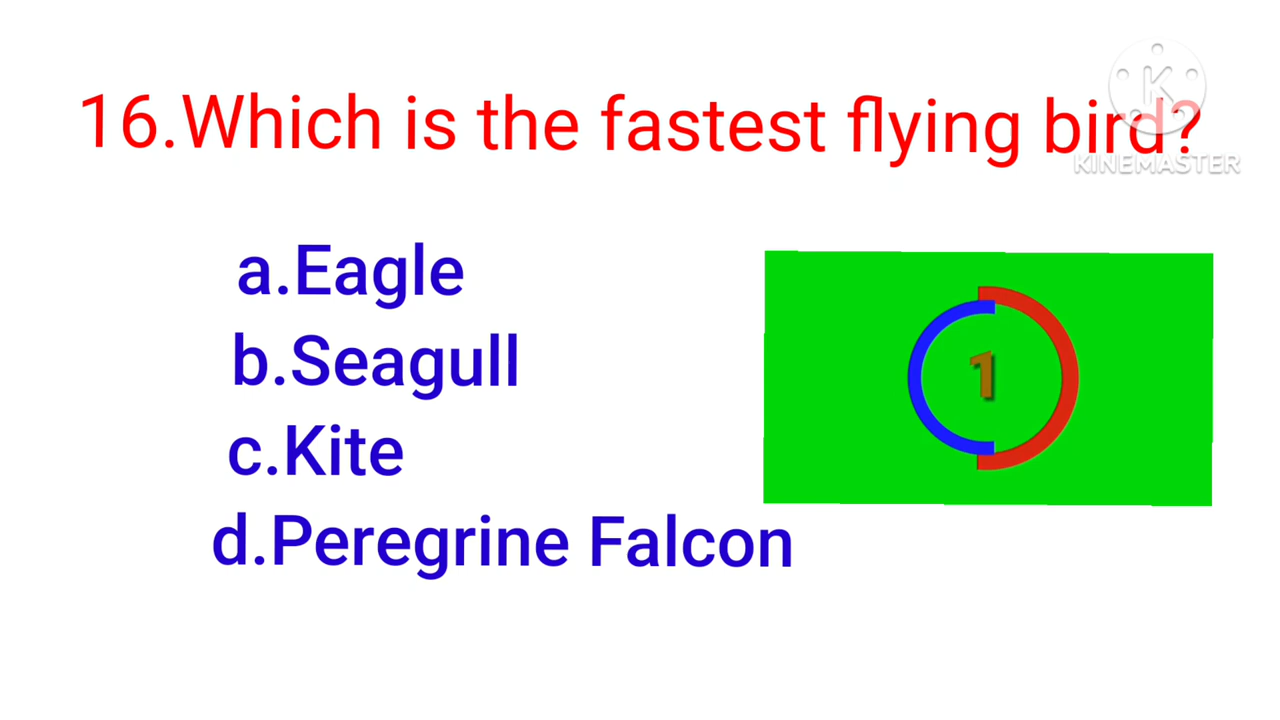 16.Which is the fastest flying bird?
K
KINEMASTER
a.Eagle
b.Seagull
1
c.Kite
d.Peregrine Falcon